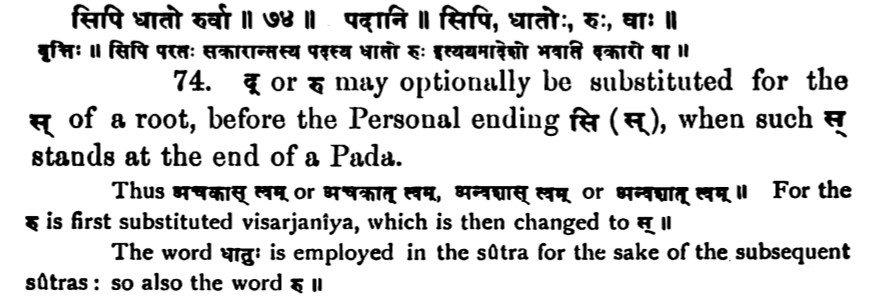 सिपि धातो रुर्वा ॥ ७४ ॥ पदानि ॥ सिपि, धातोः, रुः, वाः ॥
वृत्तिः ॥ सिपि परतः सकारान्तस्य पदस्य धातो रुः इत्ययमादेशो भवति दकारो वा ॥
74. द् or रु may optionally be substituted for the
स् of a root, before the Personal ending सि (स्), when such स्
stands at the end of a Pada.
Thus अचकास् त्वम् or अचकात् त्वम्, अन्वशास् त्वम् or अन्वशात् त्वम् ॥ For the
रु is first substituted visarjanîya, which is then changed to स् ॥
The word धातुः is employed in the sûtra for the sake of the subsequent
sûtras: so also the word रु ॥